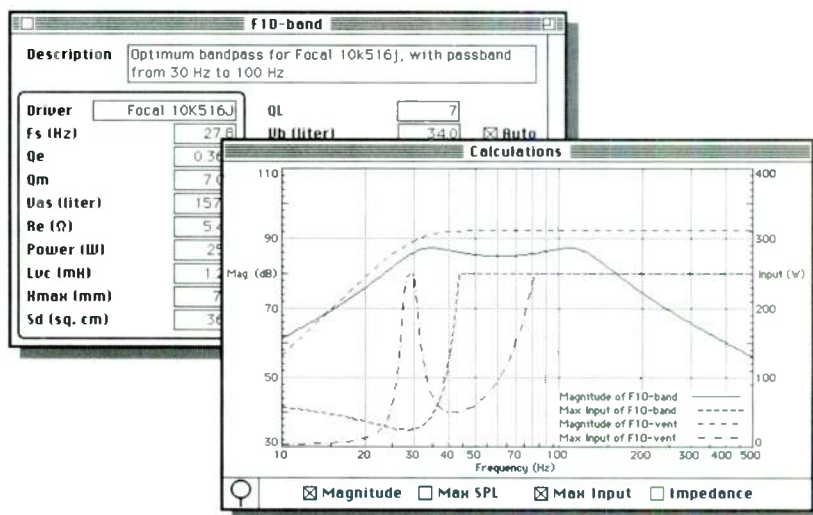 F10-band
Description Optimum bandpass for Focal 10k516j, with passband
from 30 Hz to 100 Hz
Driver Focal 10K516J
QL 7
Fs (Hz) 27.8
Vb (liter) 34.0 Auto
Qe
Qm
Vas (liter)
Re (Ω)
Power (W)
Lvc (mH)
Xmax (mm)
Sd (sq. cm)
Calculations
110
90
Mag (dB)
70
50
30
400
300
Input (W)
200
100
0
Magnitude of F10-band
Max Input of F10-band
Magnitude of F10-vent
Max Input of F10-vent
10 20 30 40 50 100 200 300 400 500
Frequency (Hz)
Magnitude Max SPL Max Input Impedance